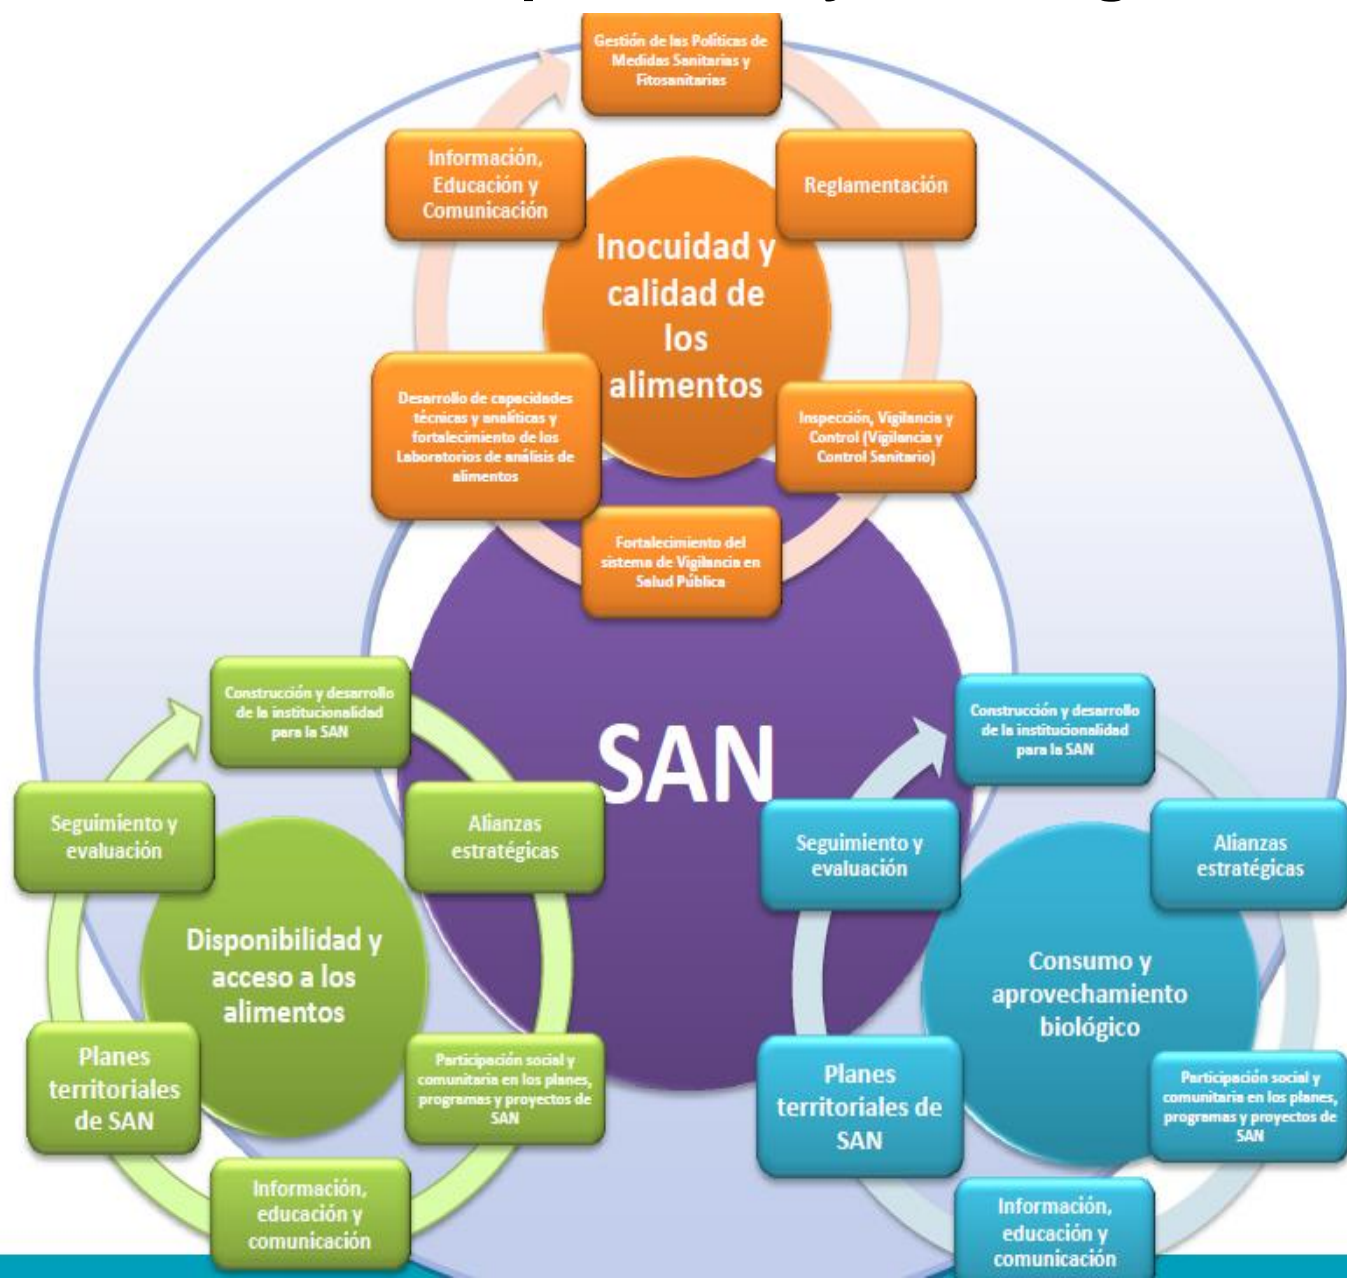 Gestión de las Políticas de
Medidas Sanitarias y
Fitosanitarias
Información,
Educación y
Comunicación
Reglamentación
Inocuidad y
calidad de
los
alimentos
Desarrollo de capacidades
técnicas y analíticas y
fortalecimiento de los
Laboratorios de análisis de
alimentos
Inspección, Vigilancia y
Control (Vigilancia y
Control Sanitario)
Fortalecimiento del
sistema de Vigilancia en
Salud Pública
SAN
Construcción y desarrollo
de la institucionalidad
para la SAN
Seguimiento y
evaluación
Alianzas
estratégicas
Disponibilidad y
acceso a los
alimentos
Planes
territoriales
de SAN
Participación social y
comunitaria en los planes,
programas y proyectos de
SAN
Información,
educación y
comunicación
Construcción y desarrollo
de la institucionalidad
para la SAN
Seguimiento y
evaluación
Alianzas
estratégicas
Consumo y
aprovechamiento
biológico
Planes
territoriales de
SAN
Participación social y
comunitaria en los planes,
programas y proyectos de
SAN
Información,
educación y
comunicación